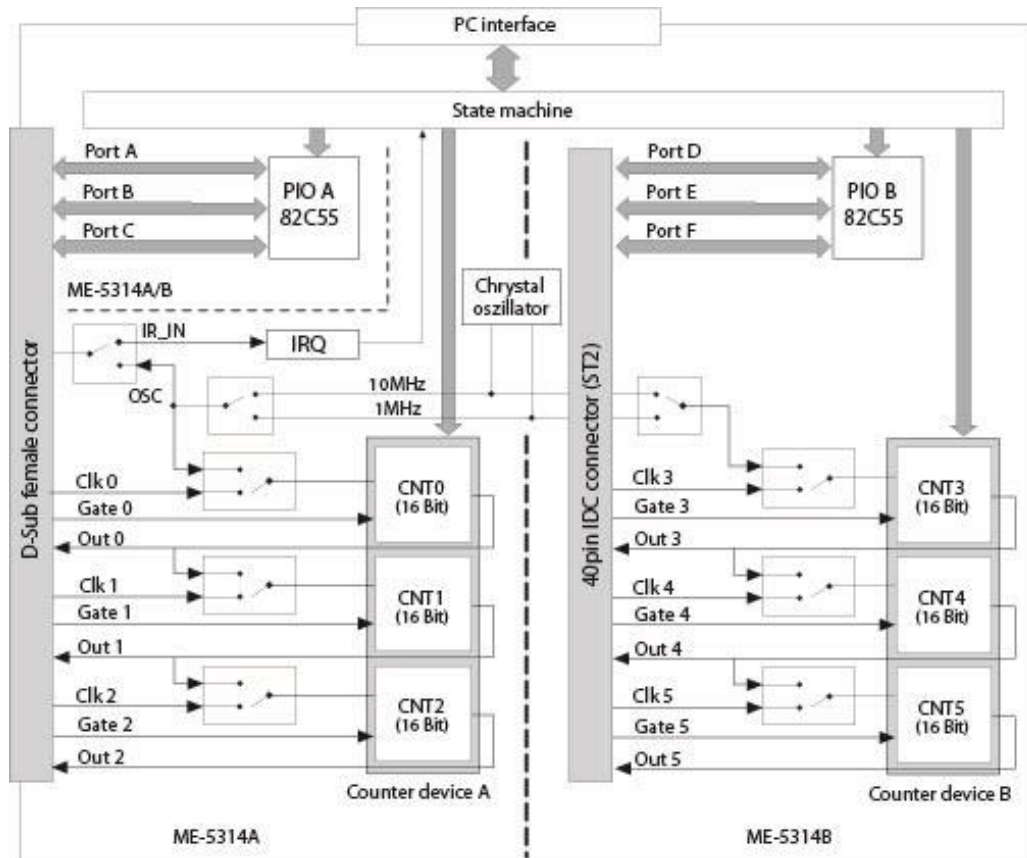 PC interface
State machine
Port A
Port B
Port C
PIO A
82C55
Port D
Port E
Port F
PIO B
82C55
ME-5314A/B
Chrystal
oszillator
IR_IN
IRQ
OSC
10MHz
1MHz
D-Sub female connector
40pin IDC connector (ST2)
Clk 0
Gate 0
Out 0
CNT0
(16 Bit)
Clk 1
Gate 1
Out 1
CNT1
(16 Bit)
Clk 2
Gate 2
Out 2
CNT2
(16 Bit)
Counter device A
Clk 3
Gate 3
Out 3
CNT3
(16 Bit)
Clk 4
Gate 4
Out 4
CNT4
(16 Bit)
Clk 5
Gate 5
Out 5
CNT5
(16 Bit)
Counter device B
ME-5314A
ME-5314B